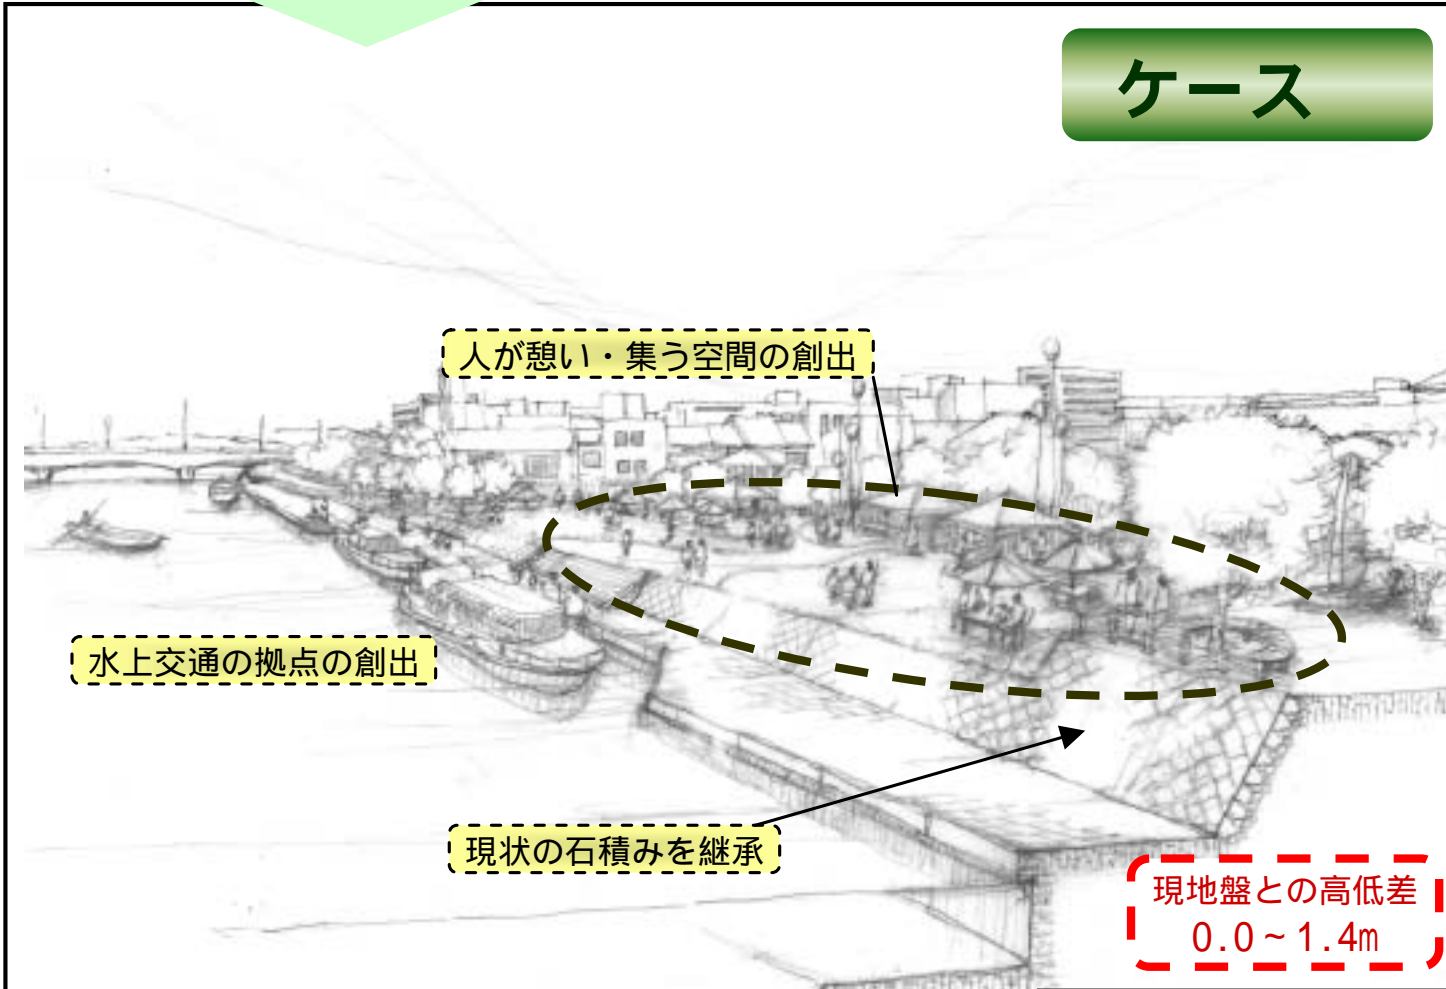 ケース
人が憩い・集う空間の創出
水上交通の拠点の創出
現状の石積みを継承
現地盤との高低差
0.0~1.4m